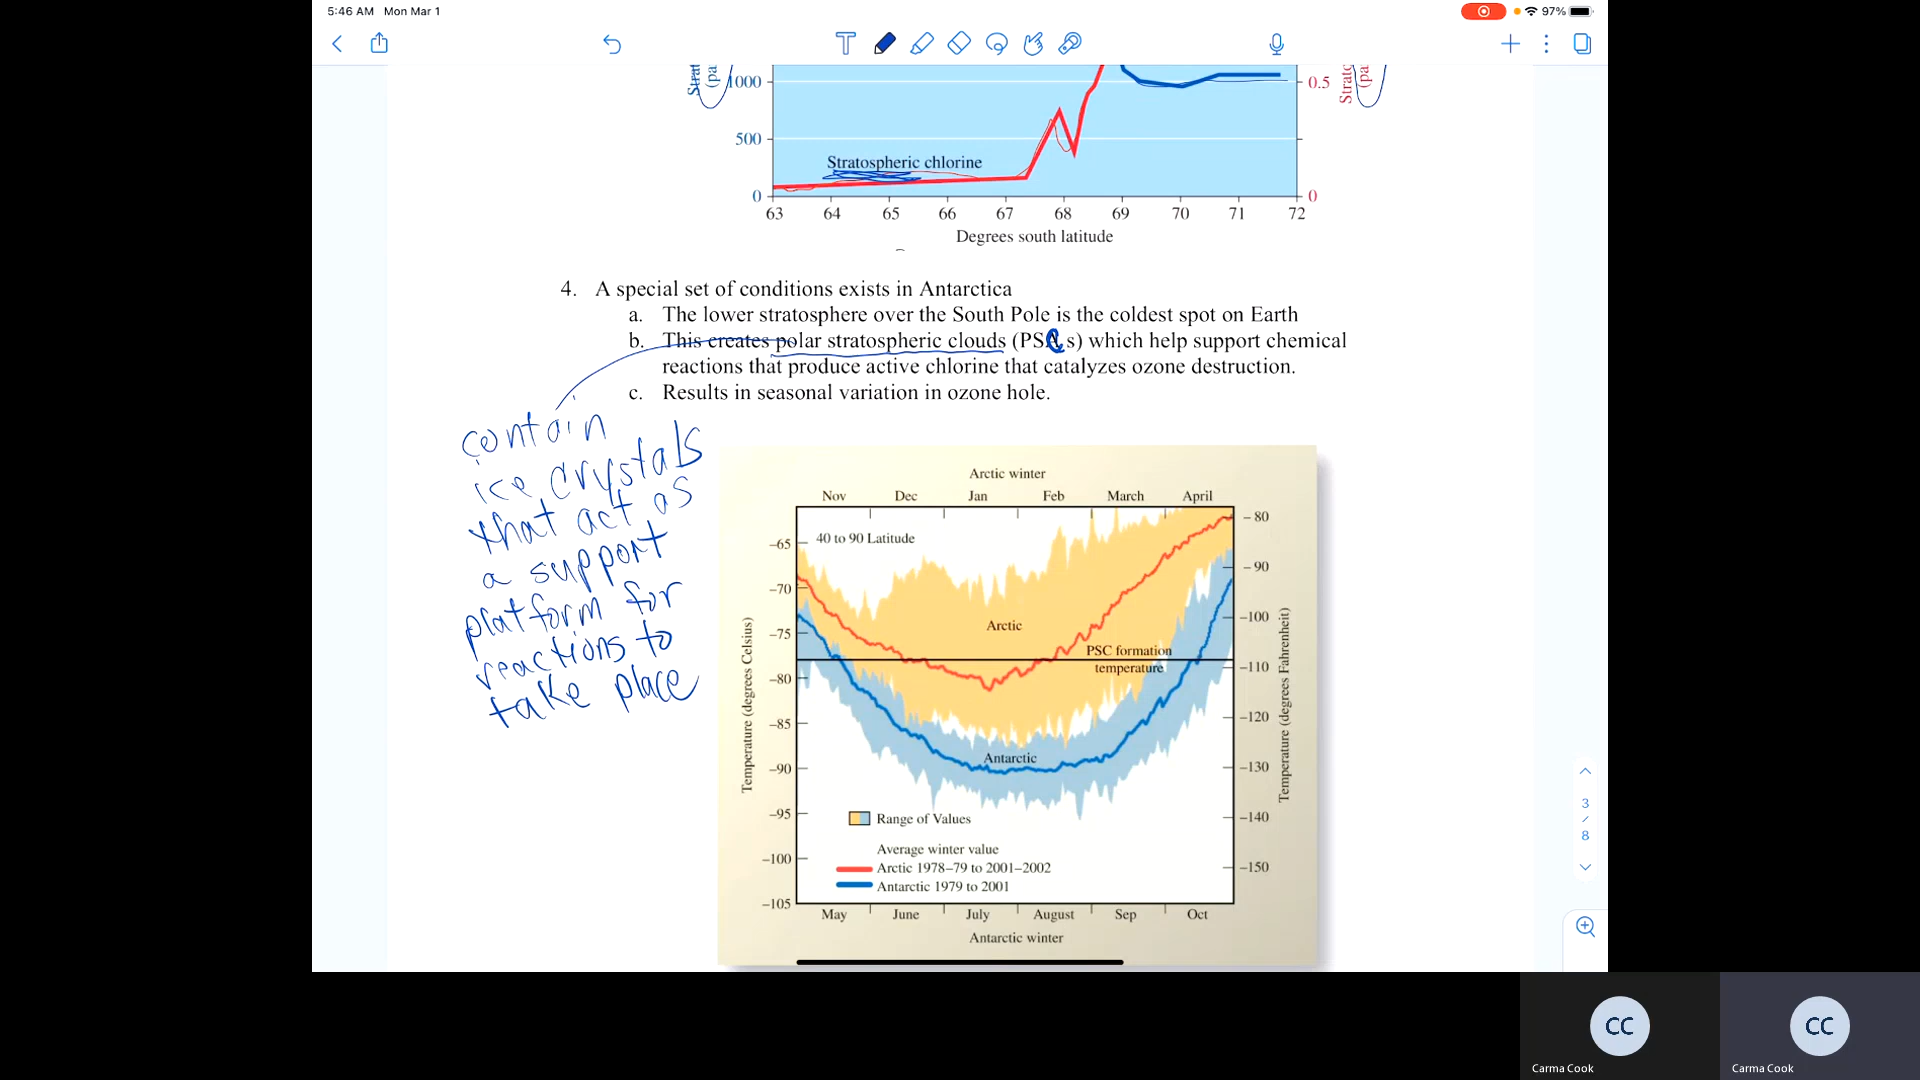 5:46 AM Mon Mar 1
97%
Strat
(pa
1000
500
0
0.5
0
Strato
(pa
Stratospheric chlorine
63 64 65 66 67 68 69 70 71 72
Degrees south latitude
4. A special set of conditions exists in Antarctica
a. The lower stratosphere over the South Pole is the coldest spot on Earth
b. This creates polar stratospheric clouds (PSCs) which help support chemical
reactions that produce active chlorine that catalyzes ozone destruction.
c. Results in seasonal variation in ozone hole.
contain
ice crystals
that act as
a support
platform for
reactions to
take place
Arctic winter
Nov Dec Jan Feb March April
40 to 90 Latitude
Arctic
PSC formation
temperature
Antarctic
Range of Values
Average winter value
Arctic 1978–79 to 2001–2002
Antarctic 1979 to 2001
Temperature (degrees Celsius)
–65
–70
–75
–80
–85
–90
–95
–100
–105
Temperature (degrees Fahrenheit)
–80
–90
–100
–110
–120
–130
–140
–150
May June July August Sep Oct
Antarctic winter
3
/
8
CC
Carma Cook
CC
Carma Cook